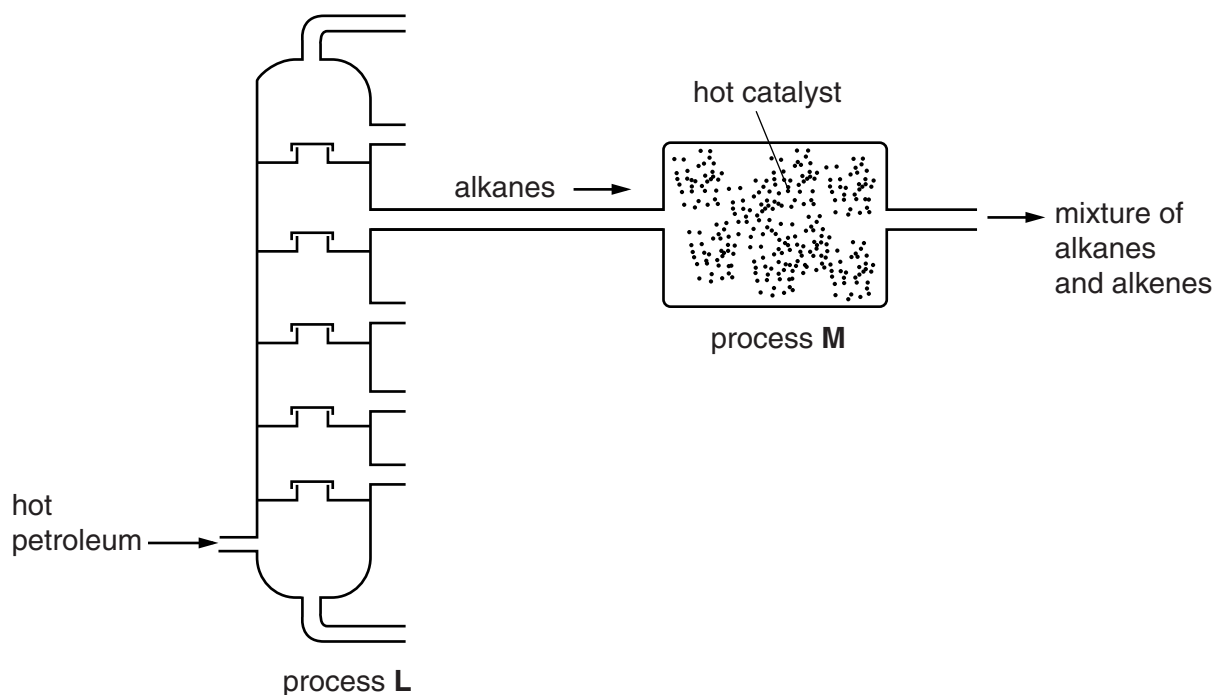 hot catalyst
alkanes
mixture of
alkanes
and alkenes
process M
hot
petroleum
process L